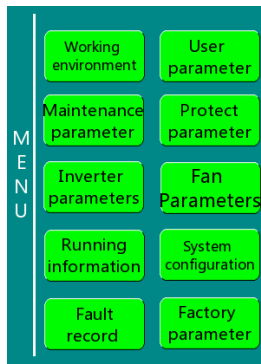 MENU
Working
environment
User
parameter
Maintenance
parameter
Protect
parameter
Inverter
parameters
Fan
Parameters
Running
information
System
configuration
Fault
record
Factory
parameter